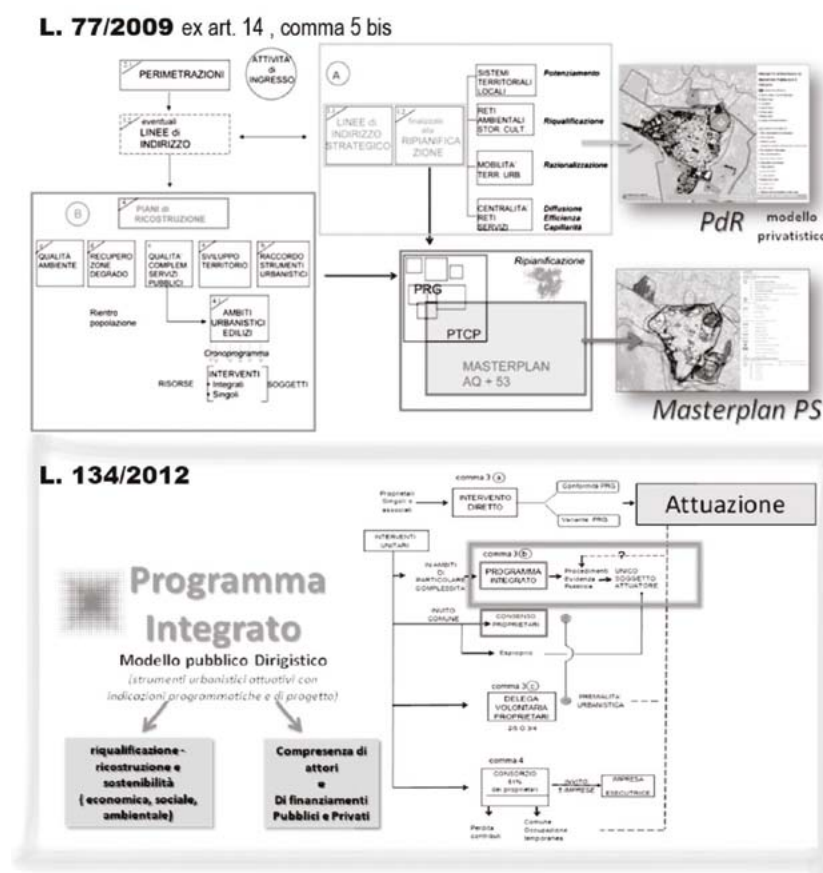 L. 77/2009 ex art. 14 , comma 5 bis
PERIMETRAZIONI
ATTIVITÀ
di
INGRESSO
eventuali
LINEE di
INDIRIZZO
A
LINEE di
INDIRIZZO
STRATEGICO
finalizzato
alla
RIPIANIFICA
ZIONE
SISTEMI
TERRITORIALI
LOCALI
Potenziamento
RETI
AMBIENTALI
STOR. CULT
Riqualificazione
MOBILITA'
TERR. URB.
Razionalizzazione
CENTRALITA'
RETI
SERVIZI
Diffusione
Efficienza
Capillarità
PdR modello
privatistico
B
PIANI di
RICOSTRUZIONE
QUALITÀ
AMBIENTE
RECUPERO
ZONE
DEGRADO
QUALITÀ
COMPLEM.
SERVIZI
PUBBLICI
SVILUPPO
TERRITORIO
RACCORDO
STRUMENTI
URBANISTICI
Rientro
popolazione
AMBITI
URBANISTICI
EDILIZI
Cronoprogramma
RISORSE
INTERVENTI
• Integrati
• Singoli
SOGGETTI
Ripianificazione
PRG
PTCP
MASTERPLAN
AQ + 53
Masterplan PS
L. 134/2012
Programma
Integrato
Modello pubblico Dirigistico
(strumenti urbanistici attuativi con
indicazioni programmatiche e di progetto)
riqualificazione -
ricostruzione e
sostenibilità
( economica, sociale,
ambientale)
Compresenza di
attori
e
Di finanziamenti
Pubblici e Privati
comma 3 a
Proprietari
Singoli o
associati
INTERVENTO
DIRETTO
Conformità PRG
Variante PRG
Attuazione
INTERVENTI
UNITARI
IN AMBITI
DI
PARTICOLARE
COMPLESSITÀ
comma 3 b
PROGRAMMA
INTEGRATO
Procedimenti
Evidenza
Pubblica
?
UNICO
SOGGETTO
ATTUATORE
INVITO
COMUNE
CONSENSO
PROPRIETARI
Esproprio
comma 3 c
DELEGA
VOLONTARIA
PROPRIETARI
PREMIALITÀ
URBANISTICA
comma 4
CONSORZIO
51%
dei proprietari
INVITO
5 IMPRESE
IMPRESA
ESECUTRICE
Perdita
contributi
Comune
Occupazione
temporanea